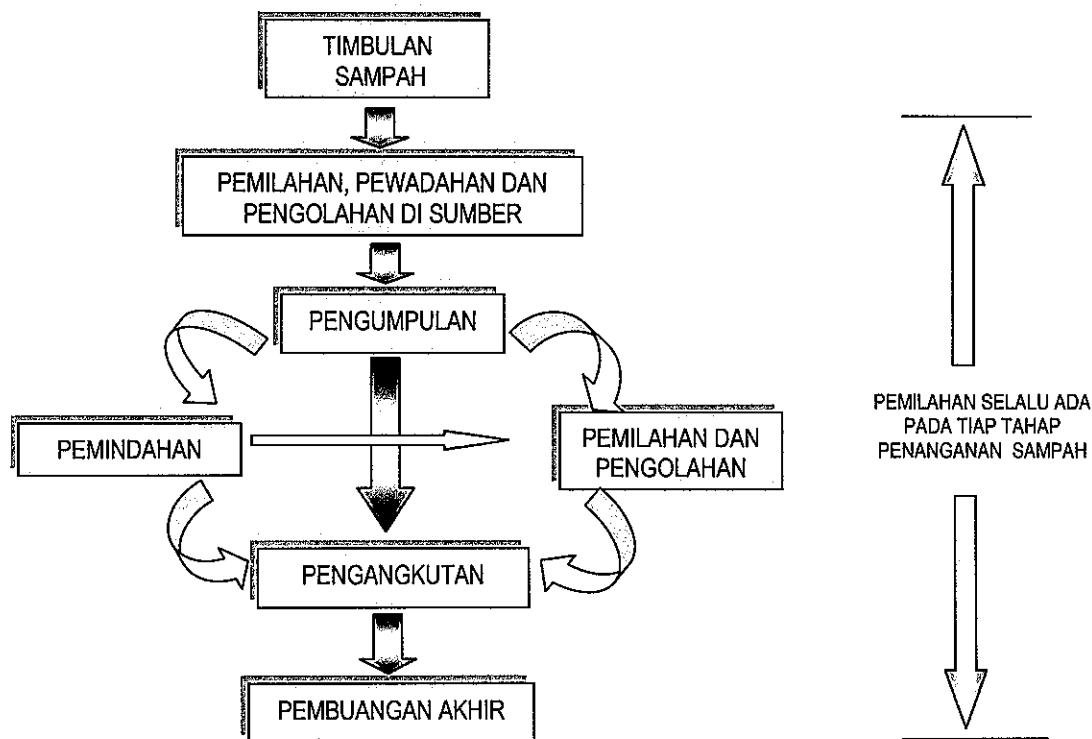 TIMBULAN
SAMPAH
PEMILAHAN, PEWADAHAN DAN
PENGOLAHAN DI SUMBER
PENGUMPULAN
PEMINDAHAN
PEMILAHAN DAN
PENGOLAHAN
PENGANGKUTAN
PEMBUANGAN AKHIR
PEMILAHAN SELALU ADA
PADA TIAP TAHAP
PENANGANAN SAMPAH